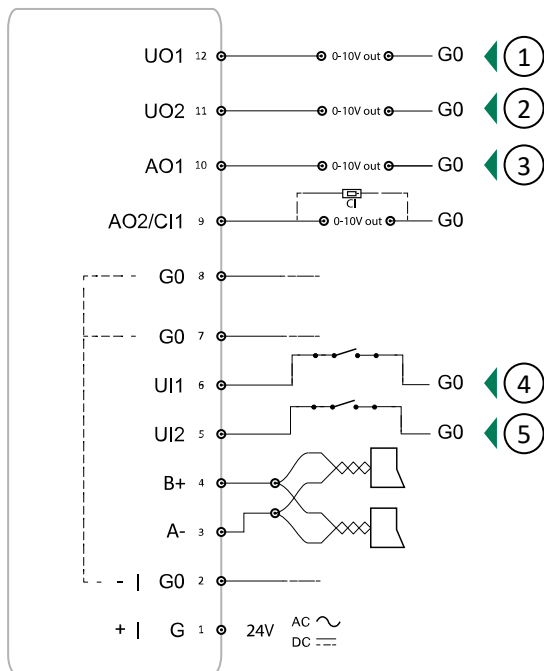 UO1 12 0-10V out G0 1
UO2 11 0-10V out G0 2
AO1 10 0-10V out G0 3
CI
AO2/CI1 9 0-10V out G0
G0 8
G0 7
UI1 6 G0 4
UI2 5 G0 5
B+ 4
A- 3
- | G0 2
+ | G 1 24V AC
DC